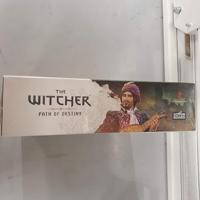 THE
WITCHER
PATH OF DESTINY